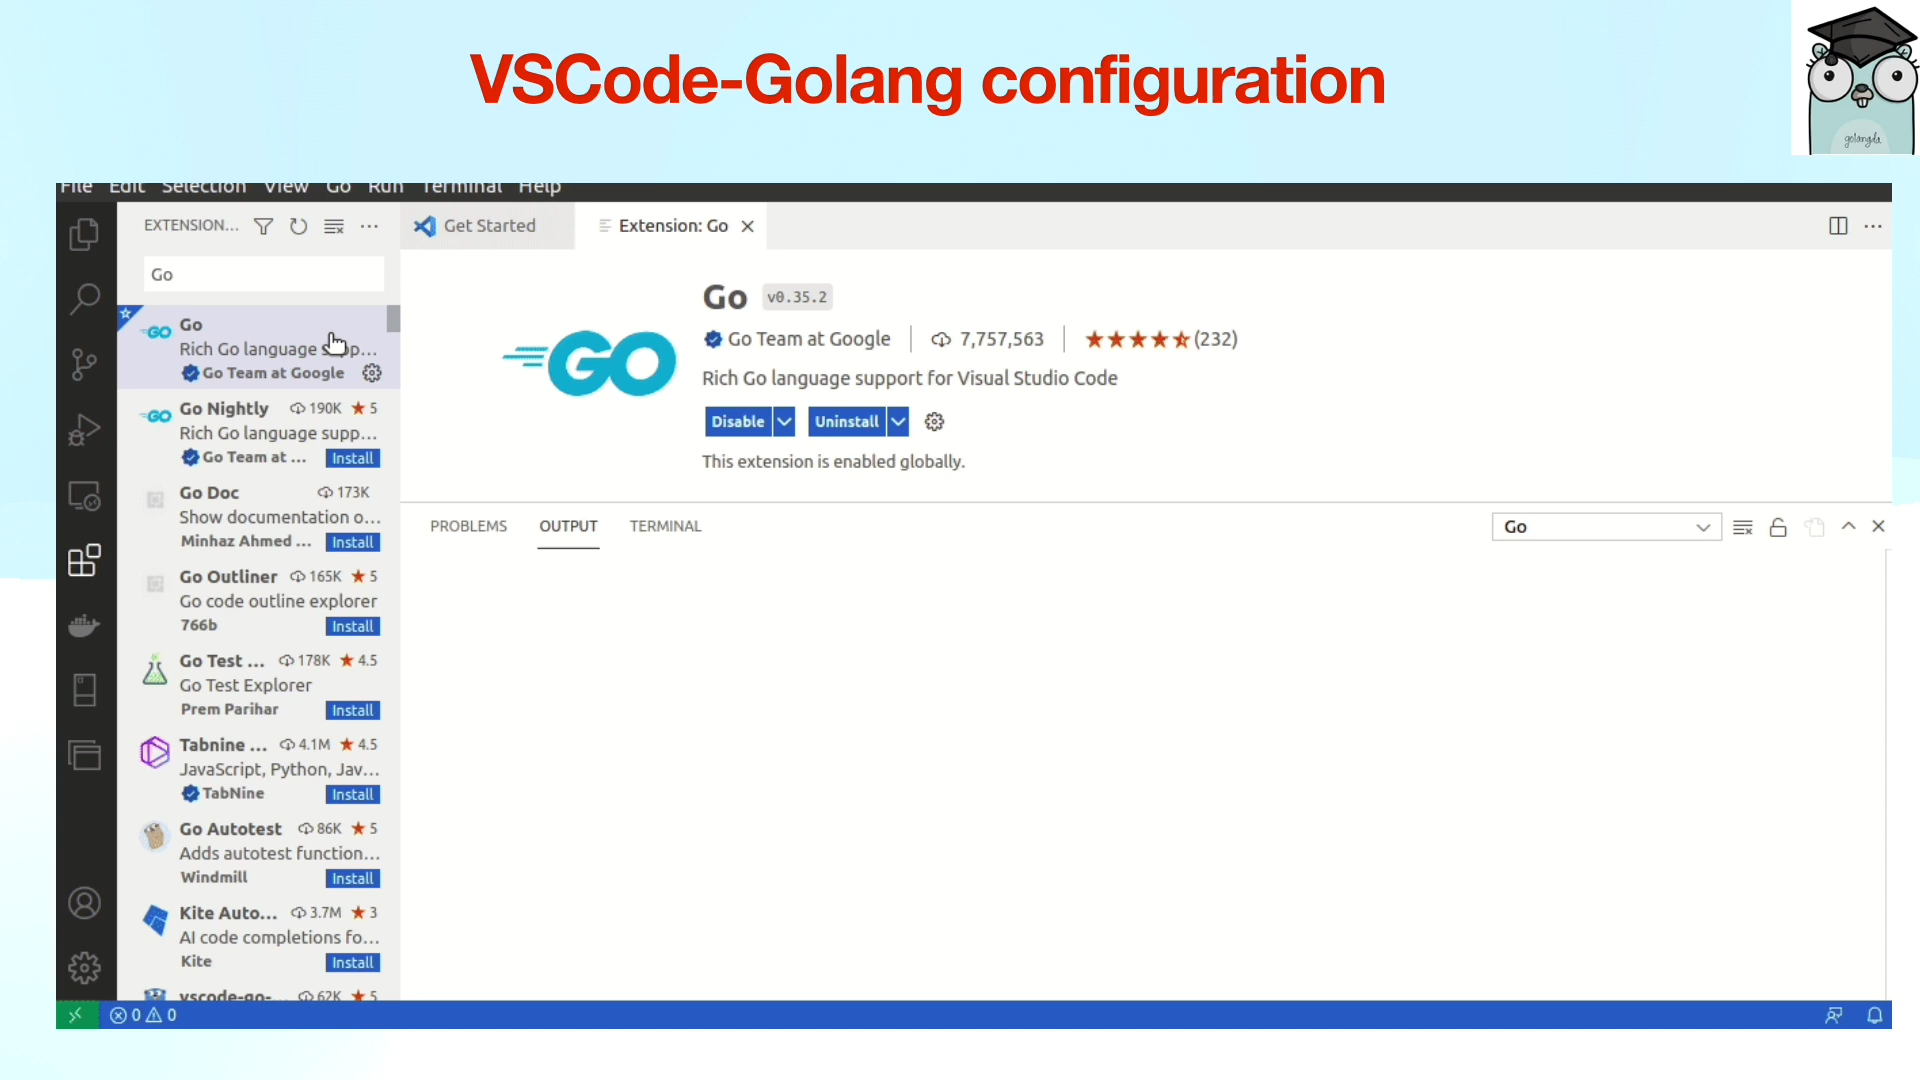 VSCode-Golang configuration
golangda
File Edit Selection View Go Run Terminal Help
EXTENSION...
Get Started
Extension: Go
Go
Go
Rich Go language supp...
Go Team at Google
Go Nightly 190K 5
Rich Go language supp...
Go Team at ... Install
Go Doc 173K
Show documentation o...
Minhaz Ahmed ... Install
Go Outliner 165K 5
Go code outline explorer
766b Install
Go Test ... 178K 4.5
Go Test Explorer
Prem Parihar Install
Tabnine ... 4.1M 4.5
JavaScript, Python, Jav...
TabNine Install
Go Autotest 86K 5
Adds autotest function...
Windmill Install
Kite Auto... 3.7M 3
AI code completions fo...
Kite Install
vscode-go-... 62K 5
GO
Go v0.35.2
Go Team at Google 7,757,563 (232)
Rich Go language support for Visual Studio Code
Disable Uninstall
This extension is enabled globally.
PROBLEMS OUTPUT TERMINAL
Go
0 0